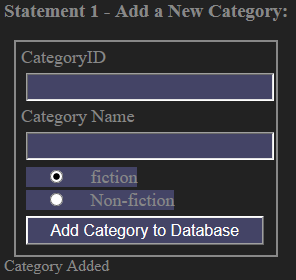 Statement 1 - Add a New Category:
CategoryID
Category Name
fiction
Non-fiction
Add Category to Database
Category Added